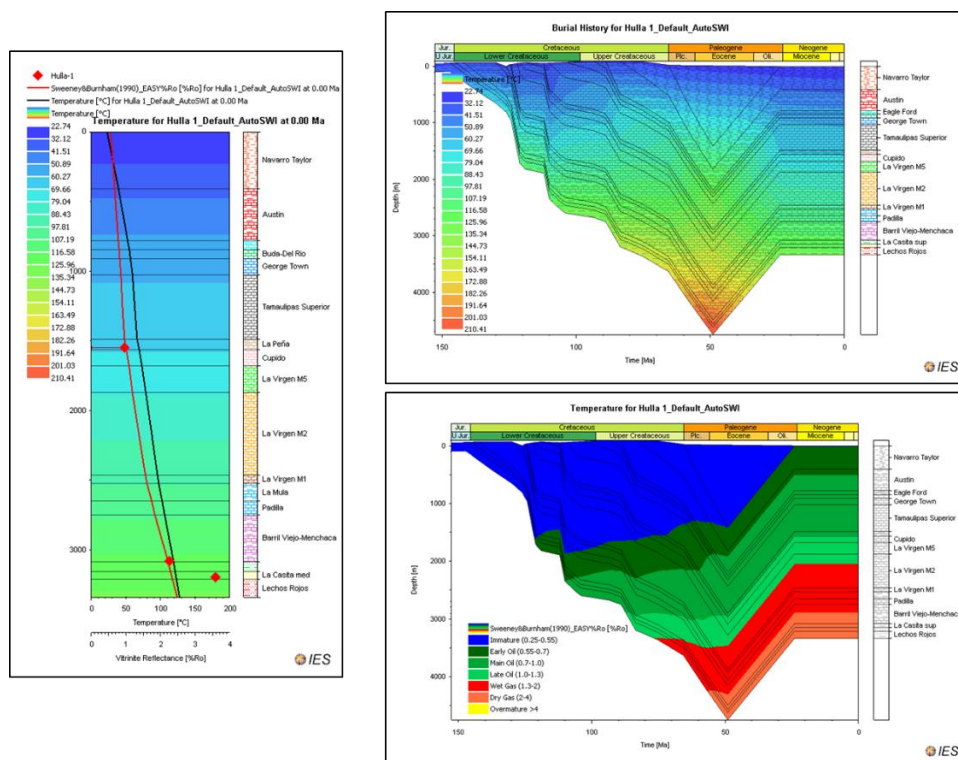 Hulla-1
Sweeney&Burnham(1990)_EASY%Ro [%Ro] for Hulla 1_Default_AutoSWI at 0.00 Ma
Temperature [°C] for Hulla 1_Default_AutoSWI at 0.00 Ma
Temperature [°C]
Temperature for Hulla 1_Default_AutoSWI at 0.00 Ma
22.74
32.12
41.51
50.89
60.27
69.66
79.04
88.43
97.81
107.19
116.58
125.96
135.34
144.73
154.11
163.49
172.88
182.26
191.64
201.03
210.41
0
1000
2000
3000
Navarro Taylor
Austin
Buda-Del Rio
George Town
Tamaulipas Superior
La Peña
Cupido
La Virgen M5
La Virgen M2
La Virgen M1
La Mula
Padilla
Barril Viejo-Menchaca
La Casita med
Lechos Rojos
0 50 100 150 200
Temperature [°C]
0 1 2 3 4
Vitrinite Reflectance [%Ro]
IES
Burial History for Hulla 1_Default_AutoSWI
Jur. Cretaceous Paleogene Neogene
U Jur Lower Creataceous Upper Creataceous Plc. Eocene Oli. Miocene
Temperature [°C]
22.74
32.12
41.51
50.89
60.27
69.66
79.04
88.43
97.81
107.19
116.58
125.96
135.34
144.73
154.11
163.49
172.88
182.26
191.64
201.03
210.41
0
1000
2000
3000
4000
Depth [m]
150 100 50 0
Time [Ma]
Navarro Taylor
Austin
Eagle Ford
George Town
Tamaulipas Superior
Cupido
La Virgen M5
La Virgen M2
La Virgen M1
Padilla
Barril Viejo-Menchaca
La Casita sup
Lechos Rojos
IES
Temperature for Hulla 1_Default_AutoSWI
Jur. Cretaceous Paleogene Neogene
U Jur Lower Creataceous Upper Creataceous Plc. Eocene Oli. Miocene
0
1000
2000
3000
4000
Depth [m]
Sweeney&Burnham(1990)_EASY%Ro [%Ro]
Immature (0.25-0.55)
Early Oil (0.55-0.7)
Main Oil (0.7-1.0)
Late Oil (1.0-1.3)
Wet Gas (1.3-2)
Dry Gas (2-4)
Overmature >4
150 100 50 0
Time [Ma]
Navarro Taylor
Austin
Eagle Ford
George Town
Tamaulipas Superior
Cupido
La Virgen M5
La Virgen M2
La Virgen M1
Padilla
Barril Viejo-Menchaca
La Casita sup
Lechos Rojos
IES